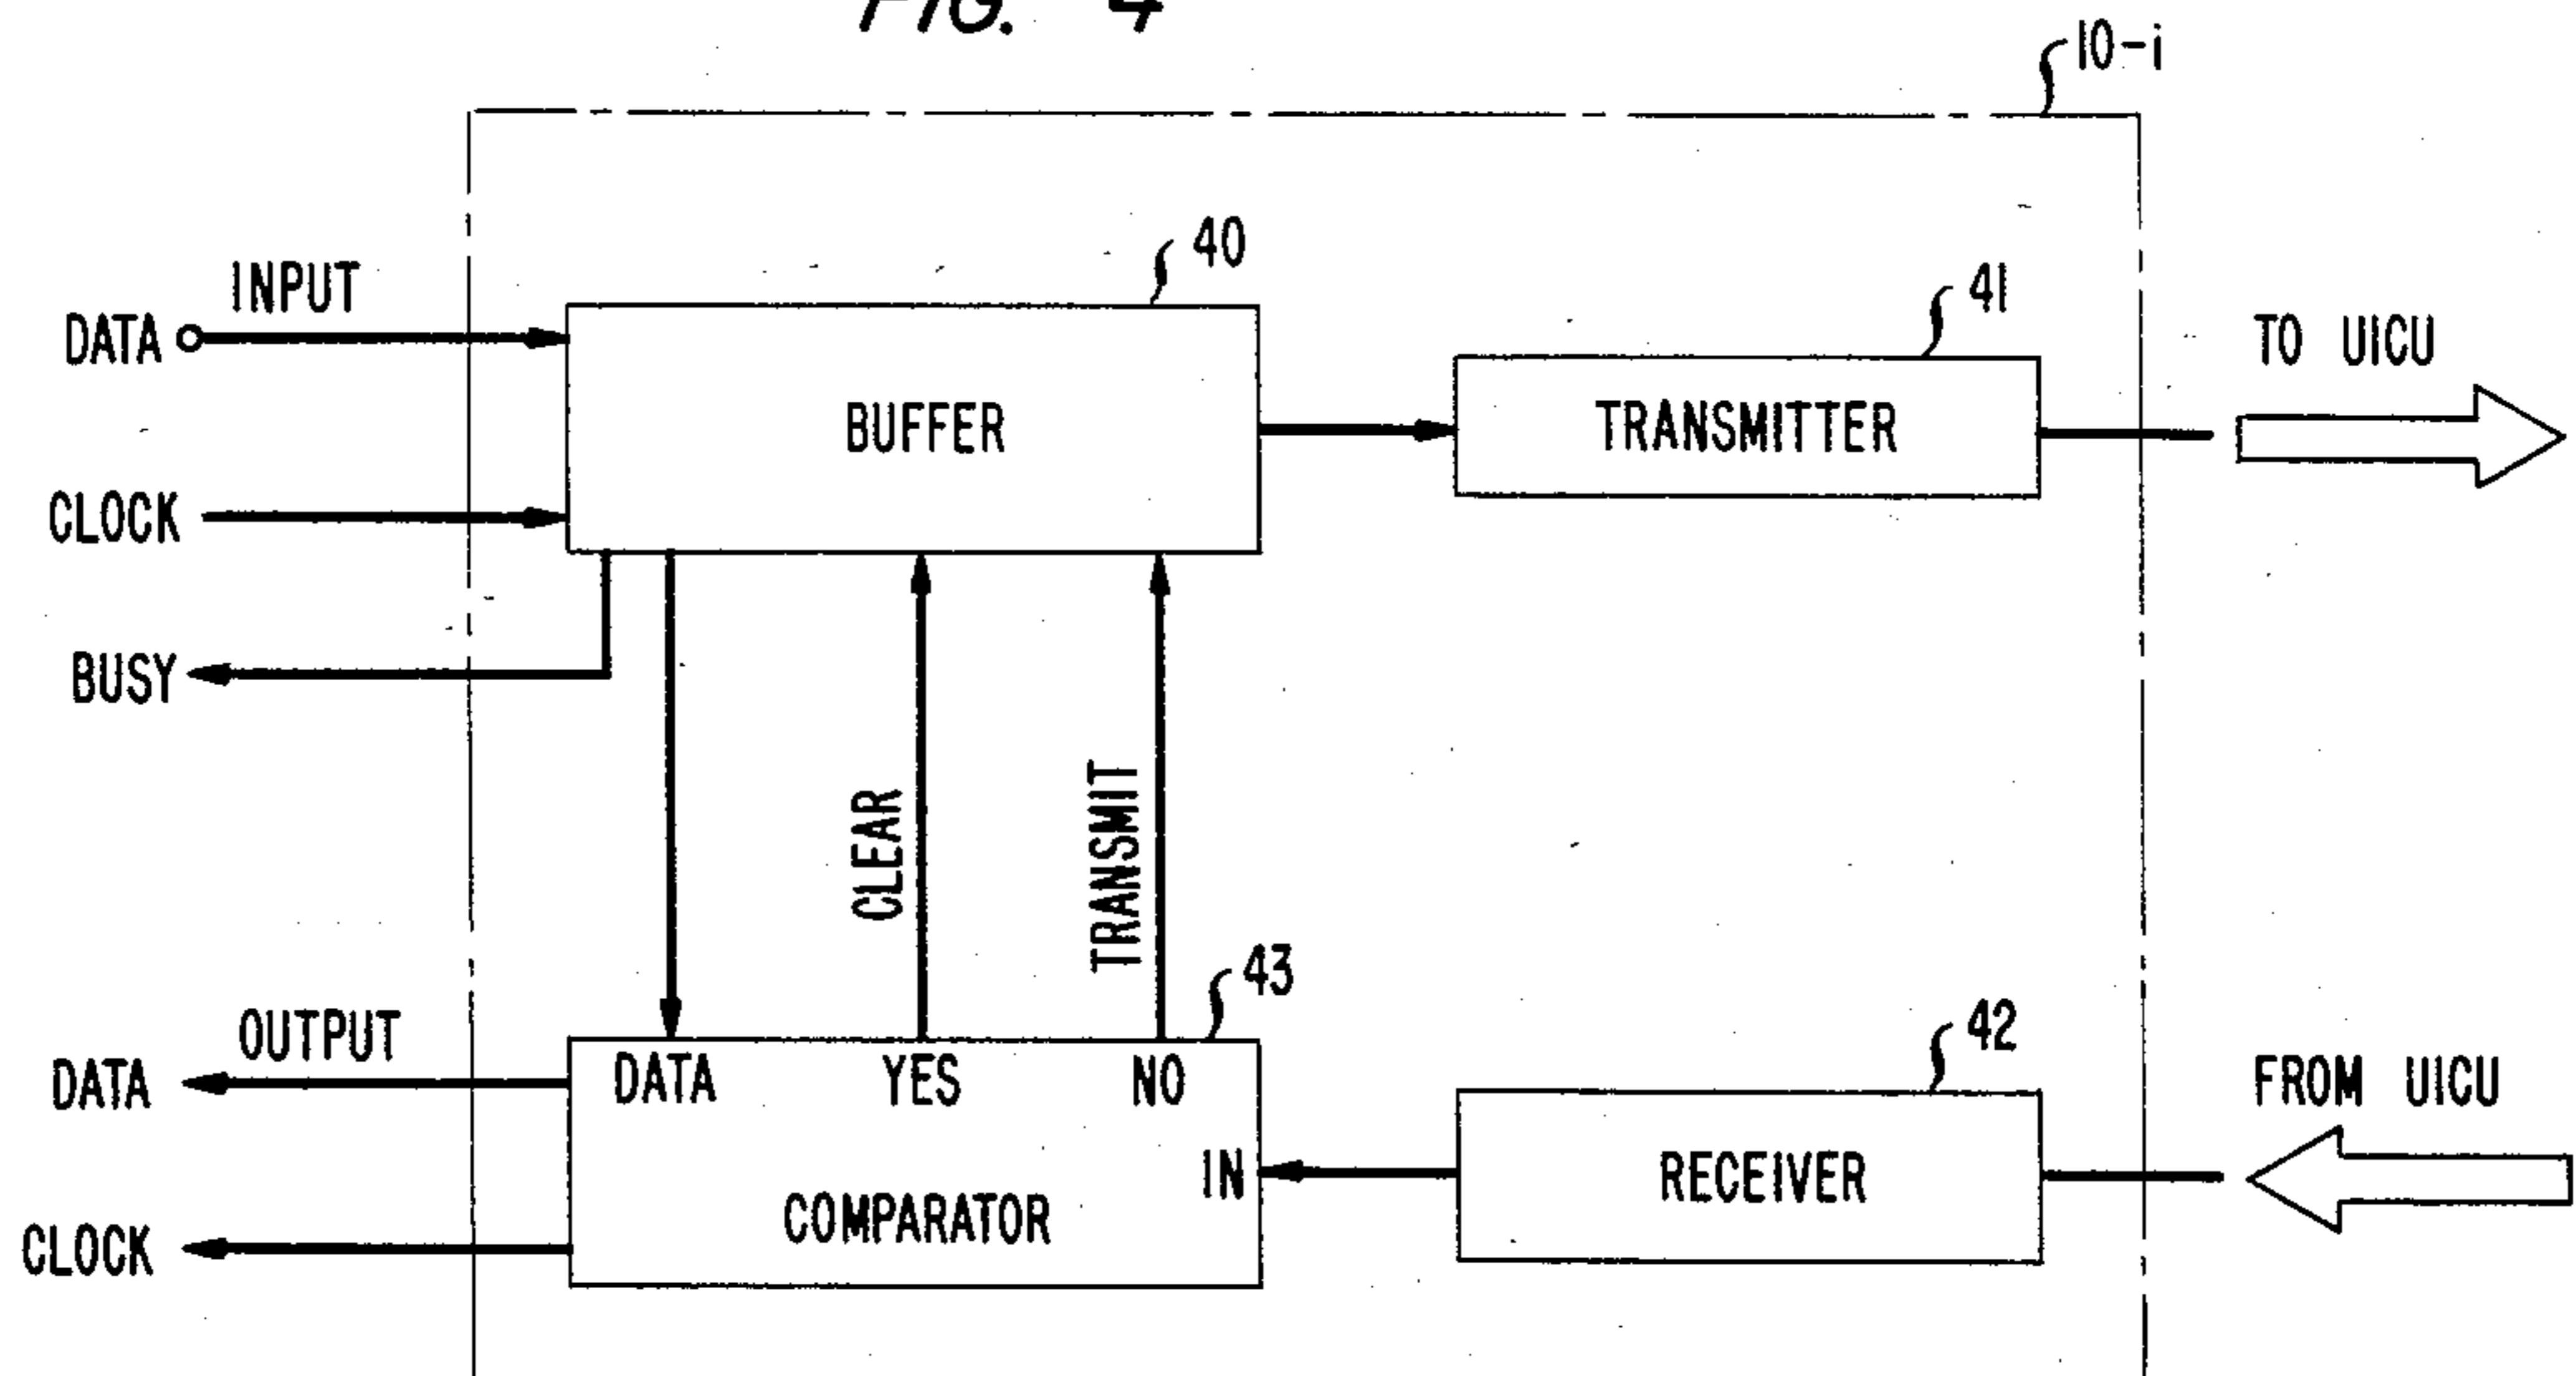 FIG. 4
10-i
40
INPUT
41
DATA
TO UICU
BUFFER
TRANSMITTER
CLOCK
BUSY
CLEAR
TRANSMIT
43
42
OUTPUT
DATA
DATA YES NO
FROM UICU
IN
RECEIVER
COMPARATOR
CLOCK